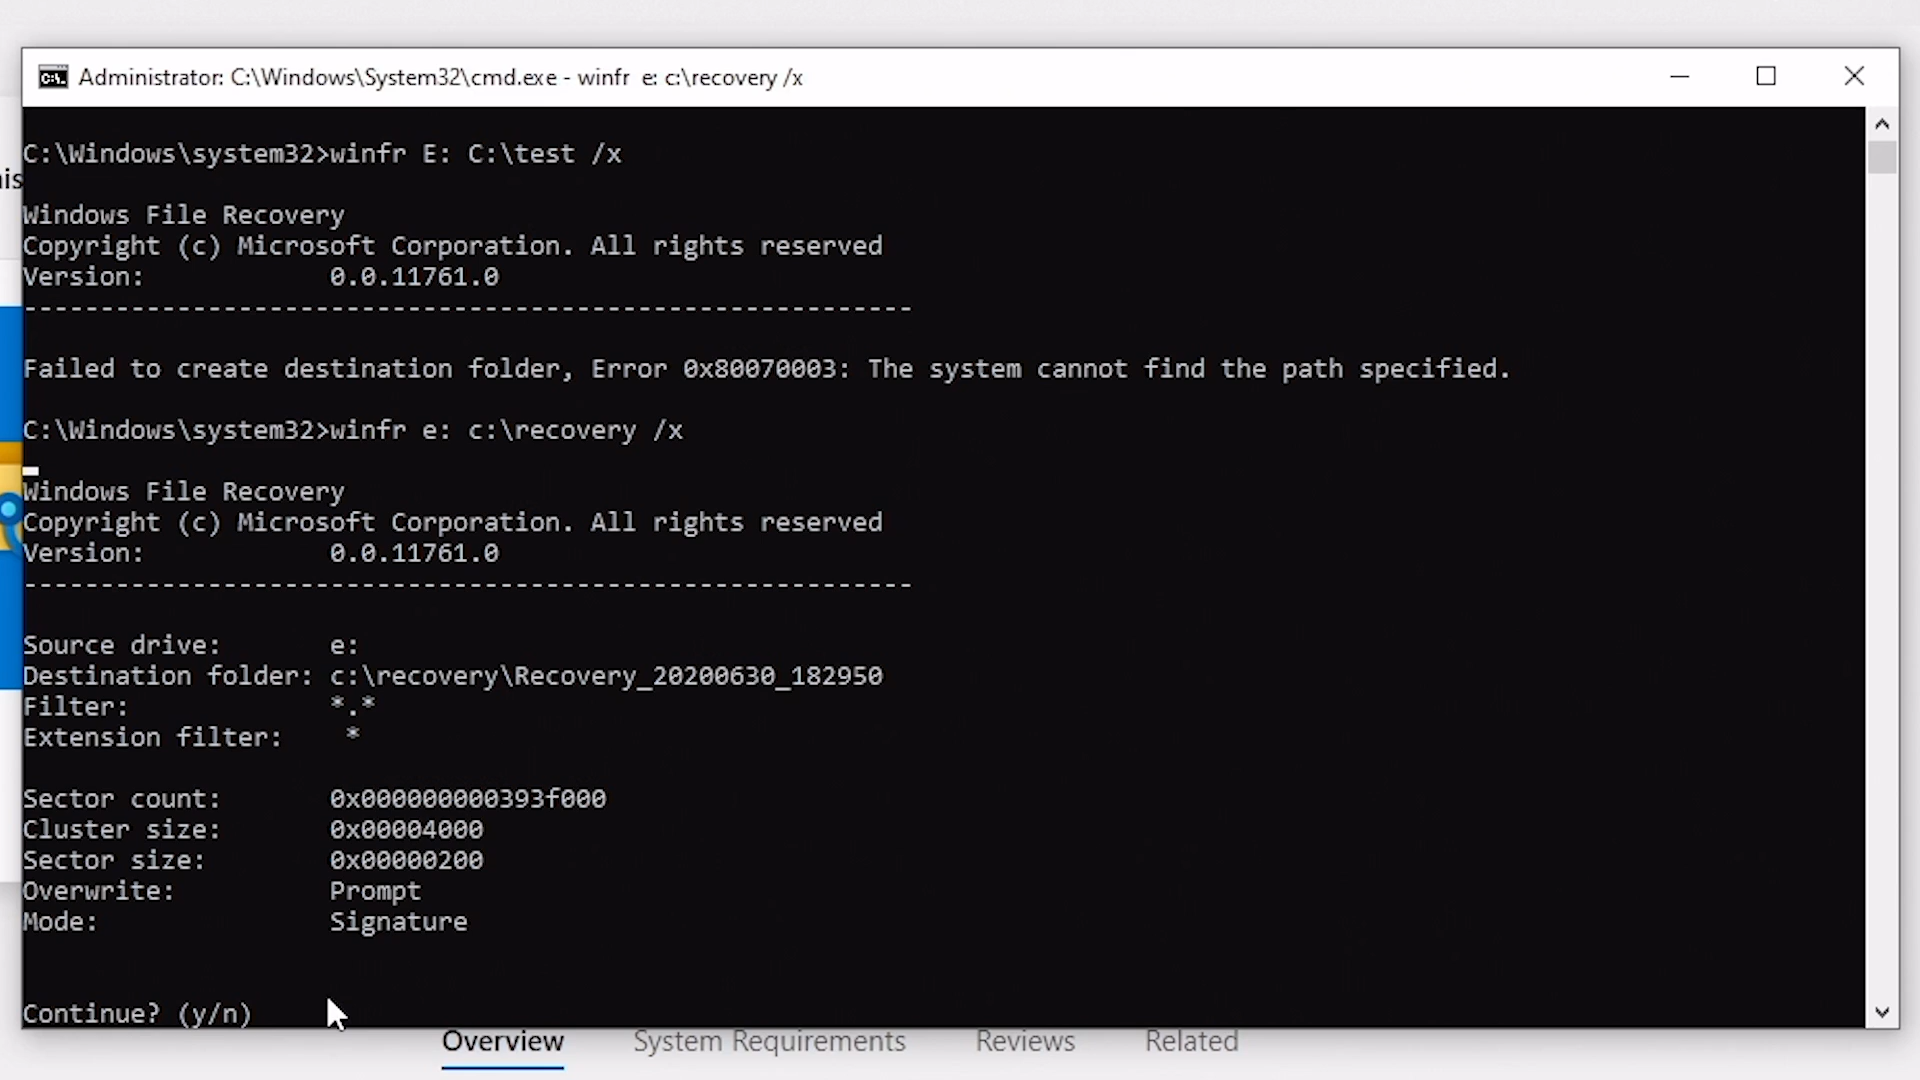 Administrator: C:\Windows\System32\cmd.exe - winfr  e: c:\recovery /x
C:\Windows\system32>winfr E: C:\test /x
Windows File Recovery
Copyright (c) Microsoft Corporation. All rights reserved
Version:            0.0.11761.0
----------------------------------------------------------
Failed to create destination folder, Error 0x80070003: The system cannot find the path specified.
C:\Windows\system32>winfr e: c:\recovery /x
Windows File Recovery
Copyright (c) Microsoft Corporation. All rights reserved
Version:            0.0.11761.0
----------------------------------------------------------
Source drive:       e:
Destination folder: c:\recovery\Recovery_20200630_182950
Filter:             *.*
Extension filter:    *
Sector count:       0x000000000393f000
Cluster size:       0x00004000
Sector size:        0x00000200
Overwrite:          Prompt
Mode:               Signature
Continue? (y/n)
Overview System Requirements Reviews Related